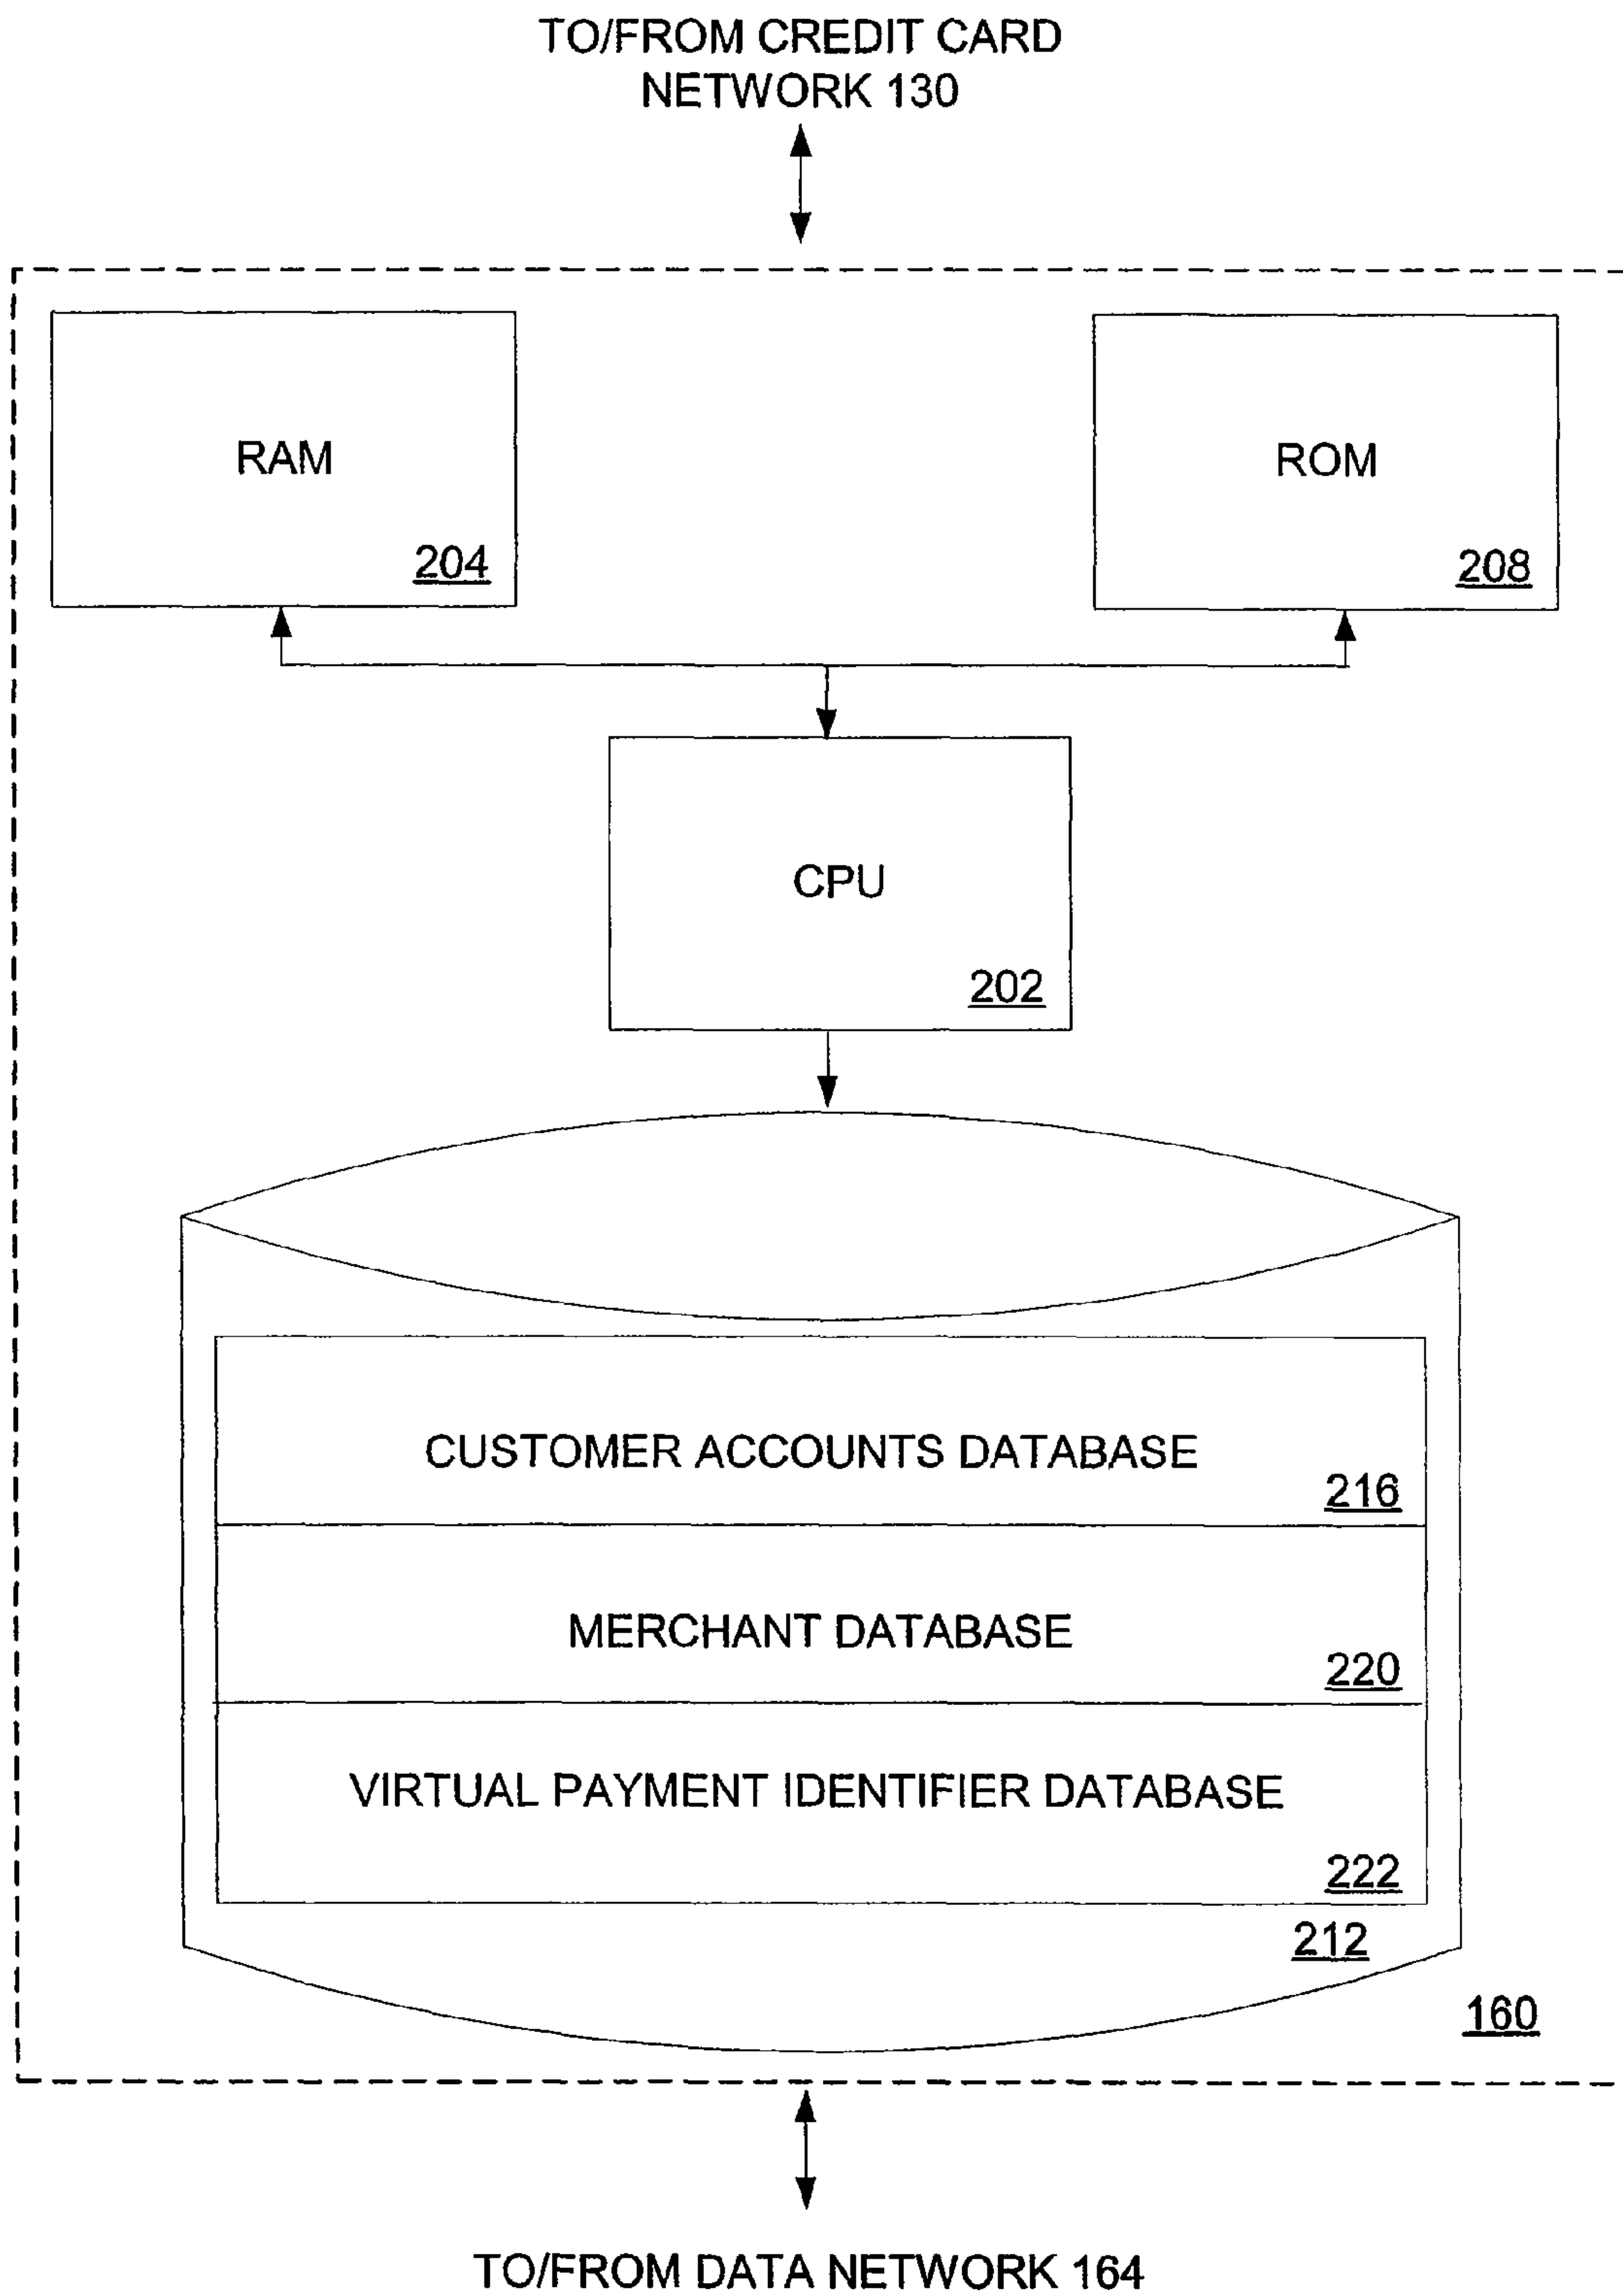 TO/FROM CREDIT CARD
NETWORK 130
RAM
204
ROM
208
CPU
202
CUSTOMER ACCOUNTS DATABASE
216
MERCHANT DATABASE
220
VIRTUAL PAYMENT IDENTIFIER DATABASE
222
212
160
TO/FROM DATA NETWORK 164